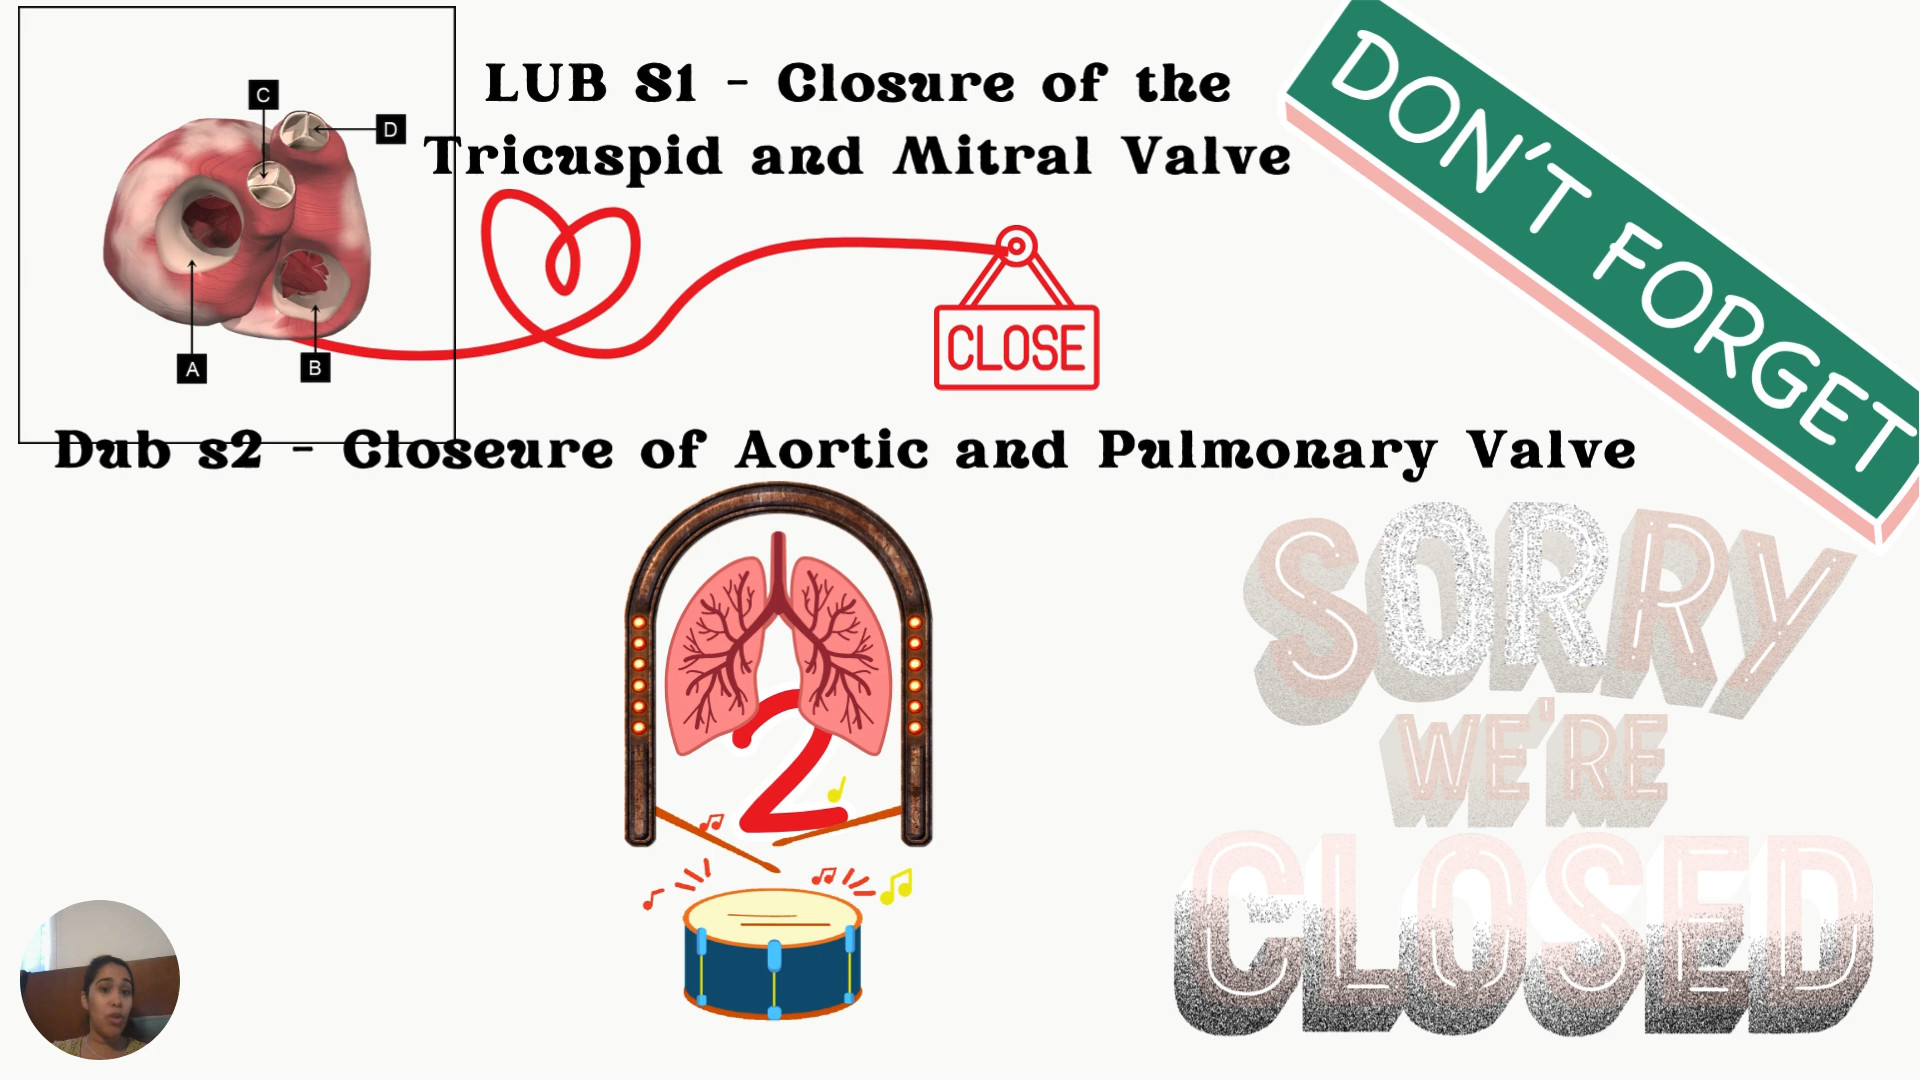 C
D
A
B
LUB S1 - Closure of the
Tricuspid and Mitral Valve
DON'T FORGET
CLOSE
Dub s2 - Closeure of Aortic and Pulmonary Valve
2
SORRY
WE'RE
CLOSED